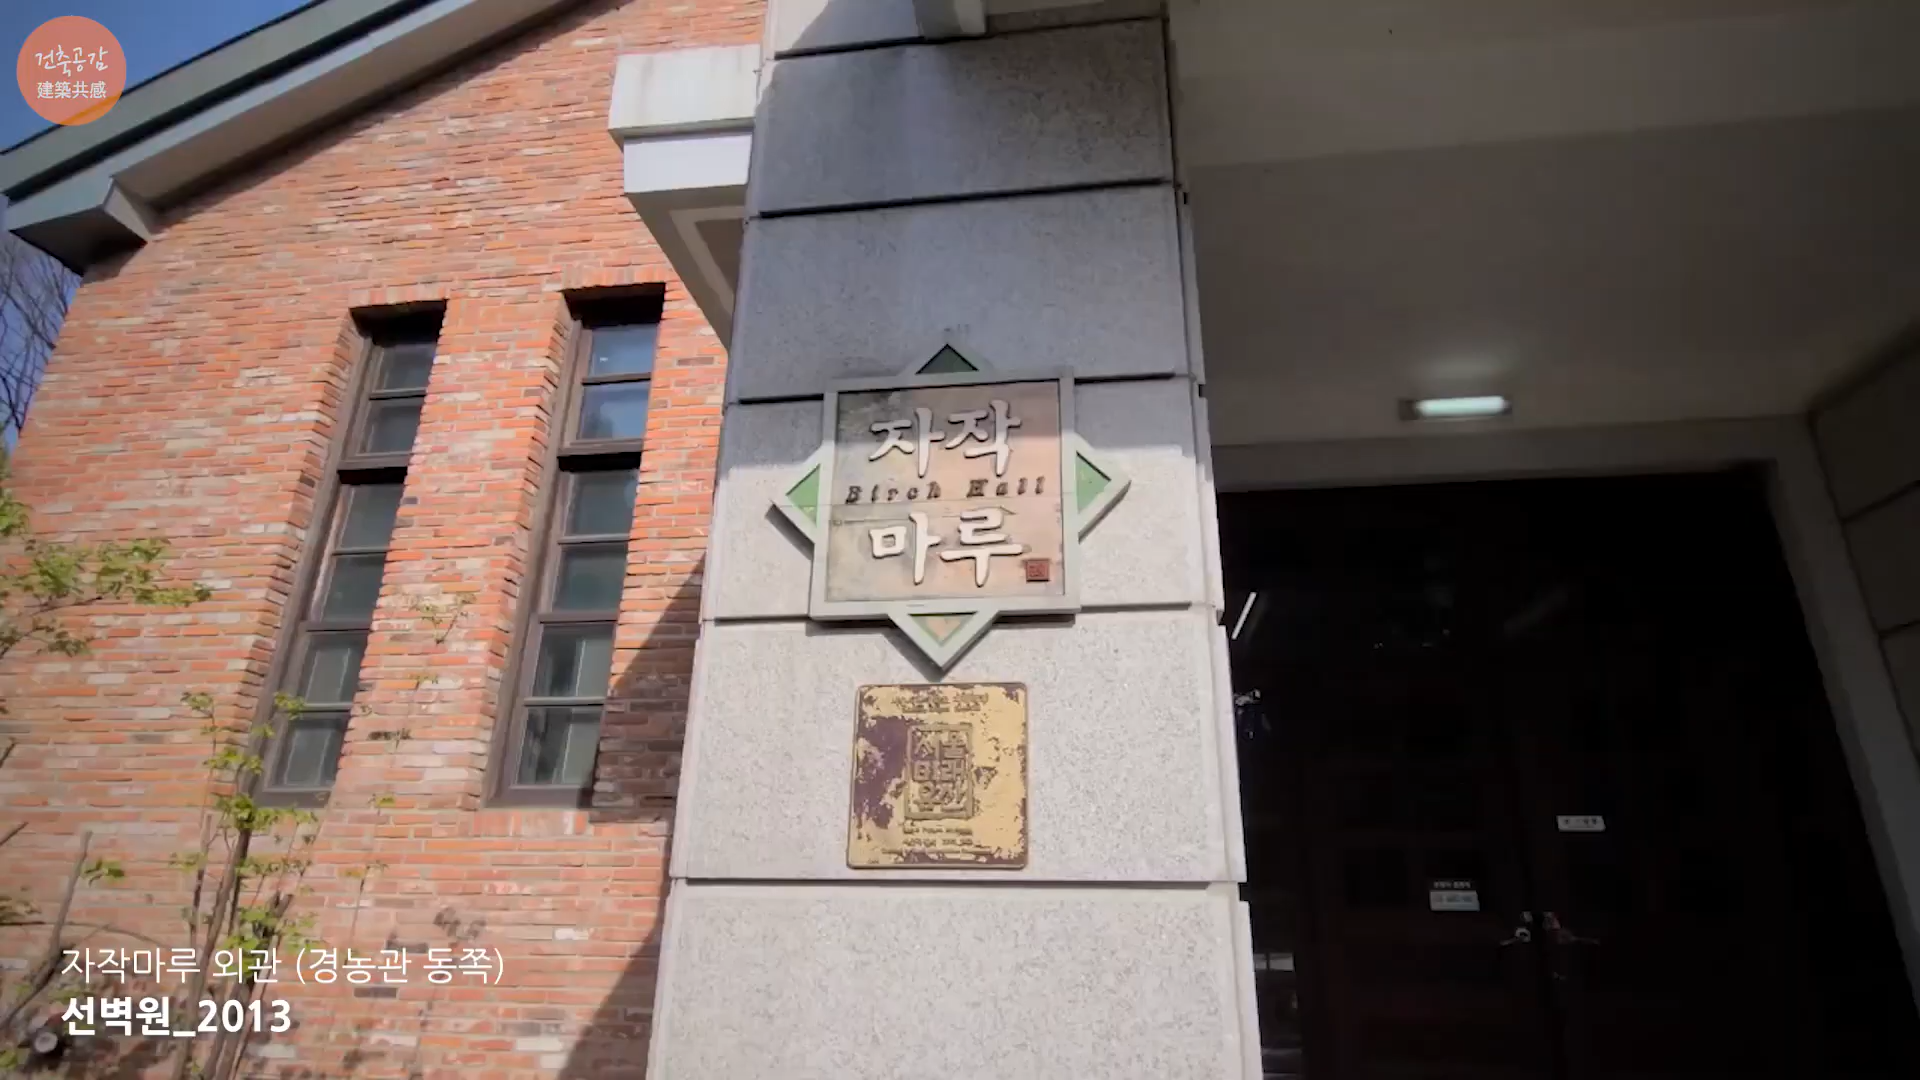 건축공감
建築共感
자작
Birch Hall
마루
서울
미래
유산
자작마루 외관 (경농관 동쪽)
선벽원_2013